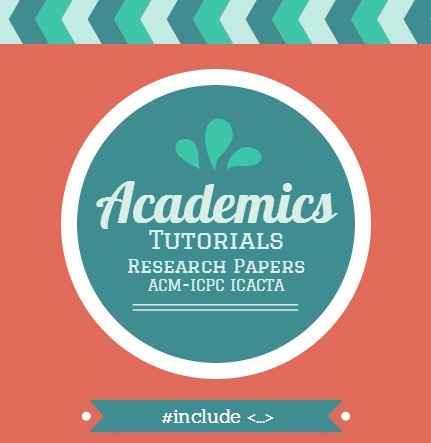 Academics
Tutorials
Research Papers
ACM-ICPC ICACTA
#include <...>